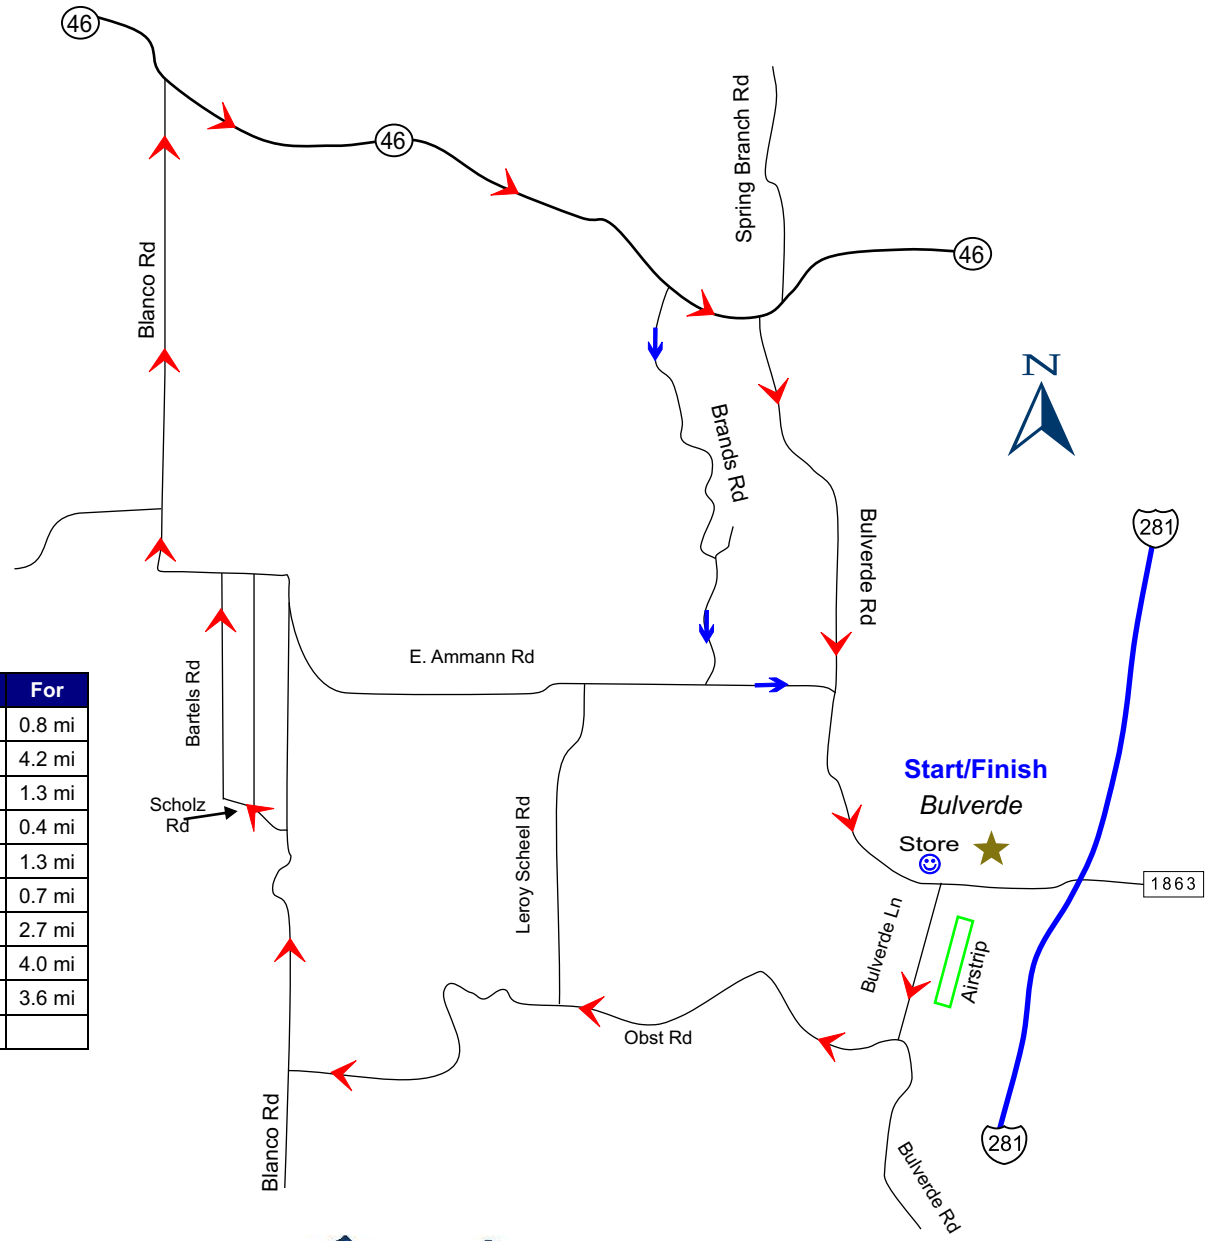 46
46
Spring Branch Rd
46
Blanco Rd
N
Brands Rd
Bulverde Rd
281
E. Ammann Rd
Bartels Rd
For
0.8 mi
4.2 mi
1.3 mi
0.4 mi
1.3 mi
0.7 mi
2.7 mi
4.0 mi
3.6 mi
Scholz
Rd
Leroy Scheel Rd
Start/Finish
Bulverde
Store
1863
Bulverde Ln
Airstrip
Obst Rd
Blanco Rd
281
Bulverde Rd